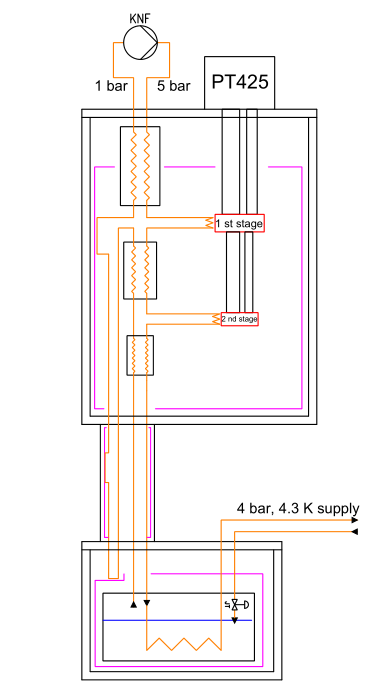 KNF
1 bar
5 bar
PT425
1 st stage
2 nd stage
4 bar, 4.3 K supply